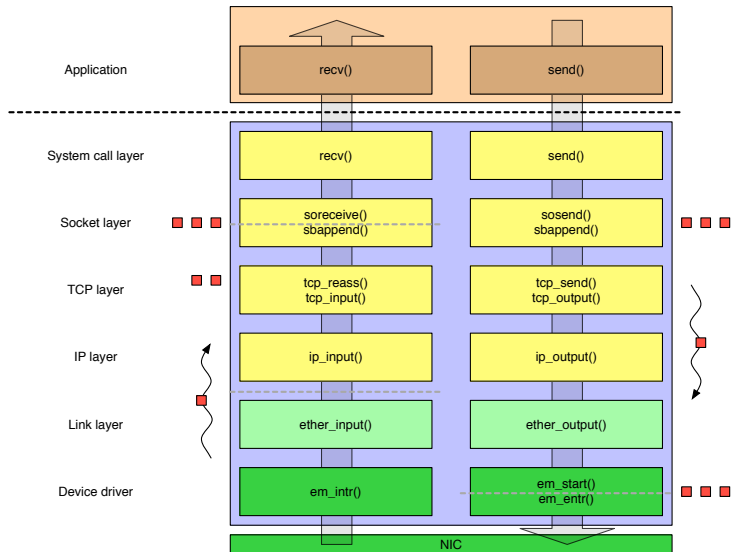 Application
recv()
send()
System call layer
recv()
send()
Socket layer
soreceive()
sbappend()
sosend()
sbappend()
TCP layer
tcp_reass()
tcp_input()
tcp_send()
tcp_output()
IP layer
ip_input()
ip_output()
Link layer
ether_input()
ether_output()
Device driver
em_intr()
em_start()
em_entr()
NIC